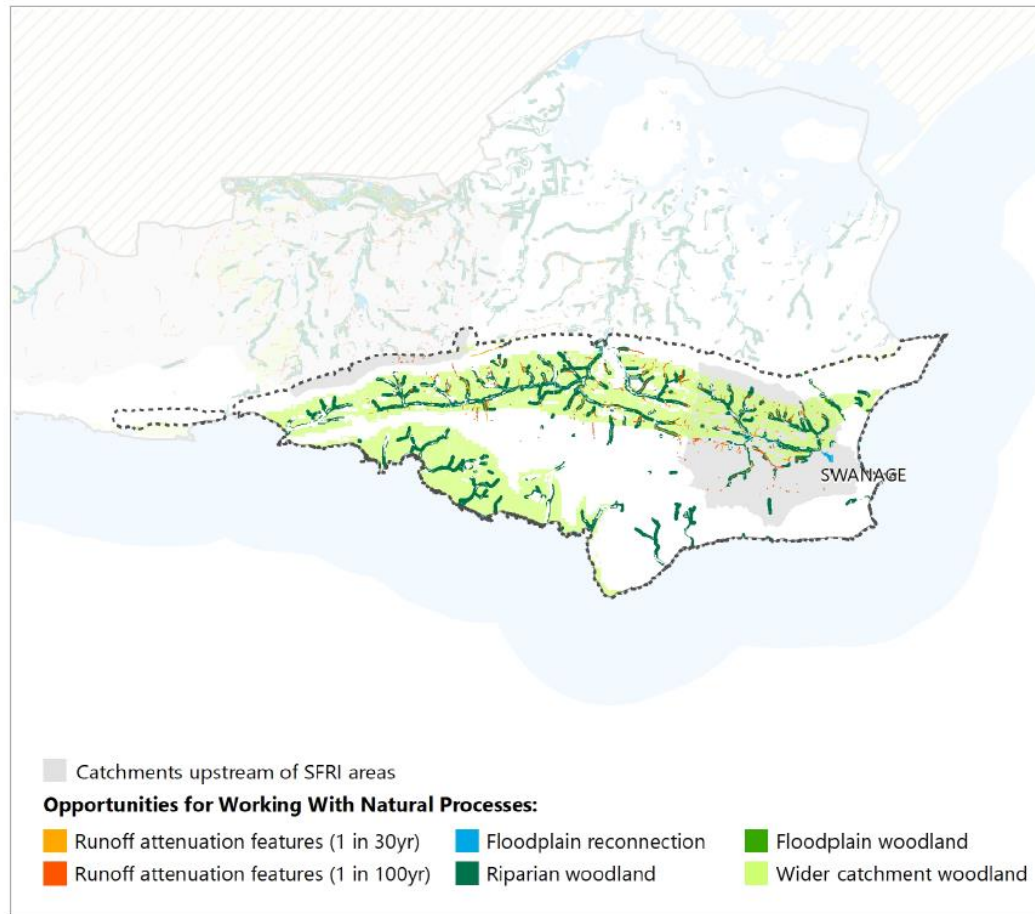 SWANAGE
Catchments upstream of SFRI areas
Opportunities for Working With Natural Processes:
Runoff attenuation features (1 in 30yr) Floodplain reconnection Floodplain woodland
Runoff attenuation features (1 in 100yr) Riparian woodland Wider catchment woodland